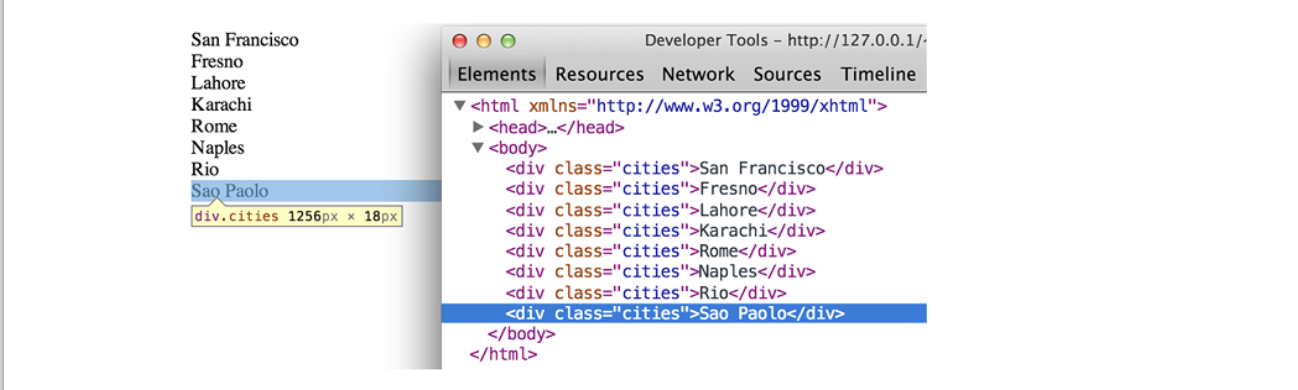 San Francisco
Fresno
Lahore
Karachi
Rome
Naples
Rio
Sao Paolo
div.cities 1256px × 18px
Developer Tools - http://127.0.0.1/
Elements Resources Network Sources Timeline
▼<html xmlns="http://www.w3.org/1999/xhtml">
▶<head>…</head>
▼<body>
<div class="cities">San Francisco</div>
<div class="cities">Fresno</div>
<div class="cities">Lahore</div>
<div class="cities">Karachi</div>
<div class="cities">Rome</div>
<div class="cities">Naples</div>
<div class="cities">Rio</div>
<div class="cities">Sao Paolo</div>
</body>
</html>